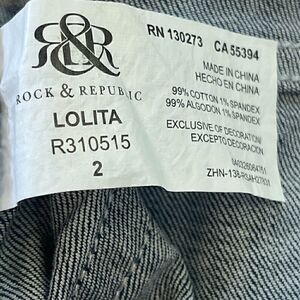 R&R
ROCK & REPUBLIC
LOLITA
R310515
2
RN 130273 CA 55394
MADE IN CHINA
HECHO EN CHINA
99% COTTON 1% SPANDEX
99% ALGODON 1% SPANDEX
EXCLUSIVE OF DECORATION/
EXCEPTO DECORACION